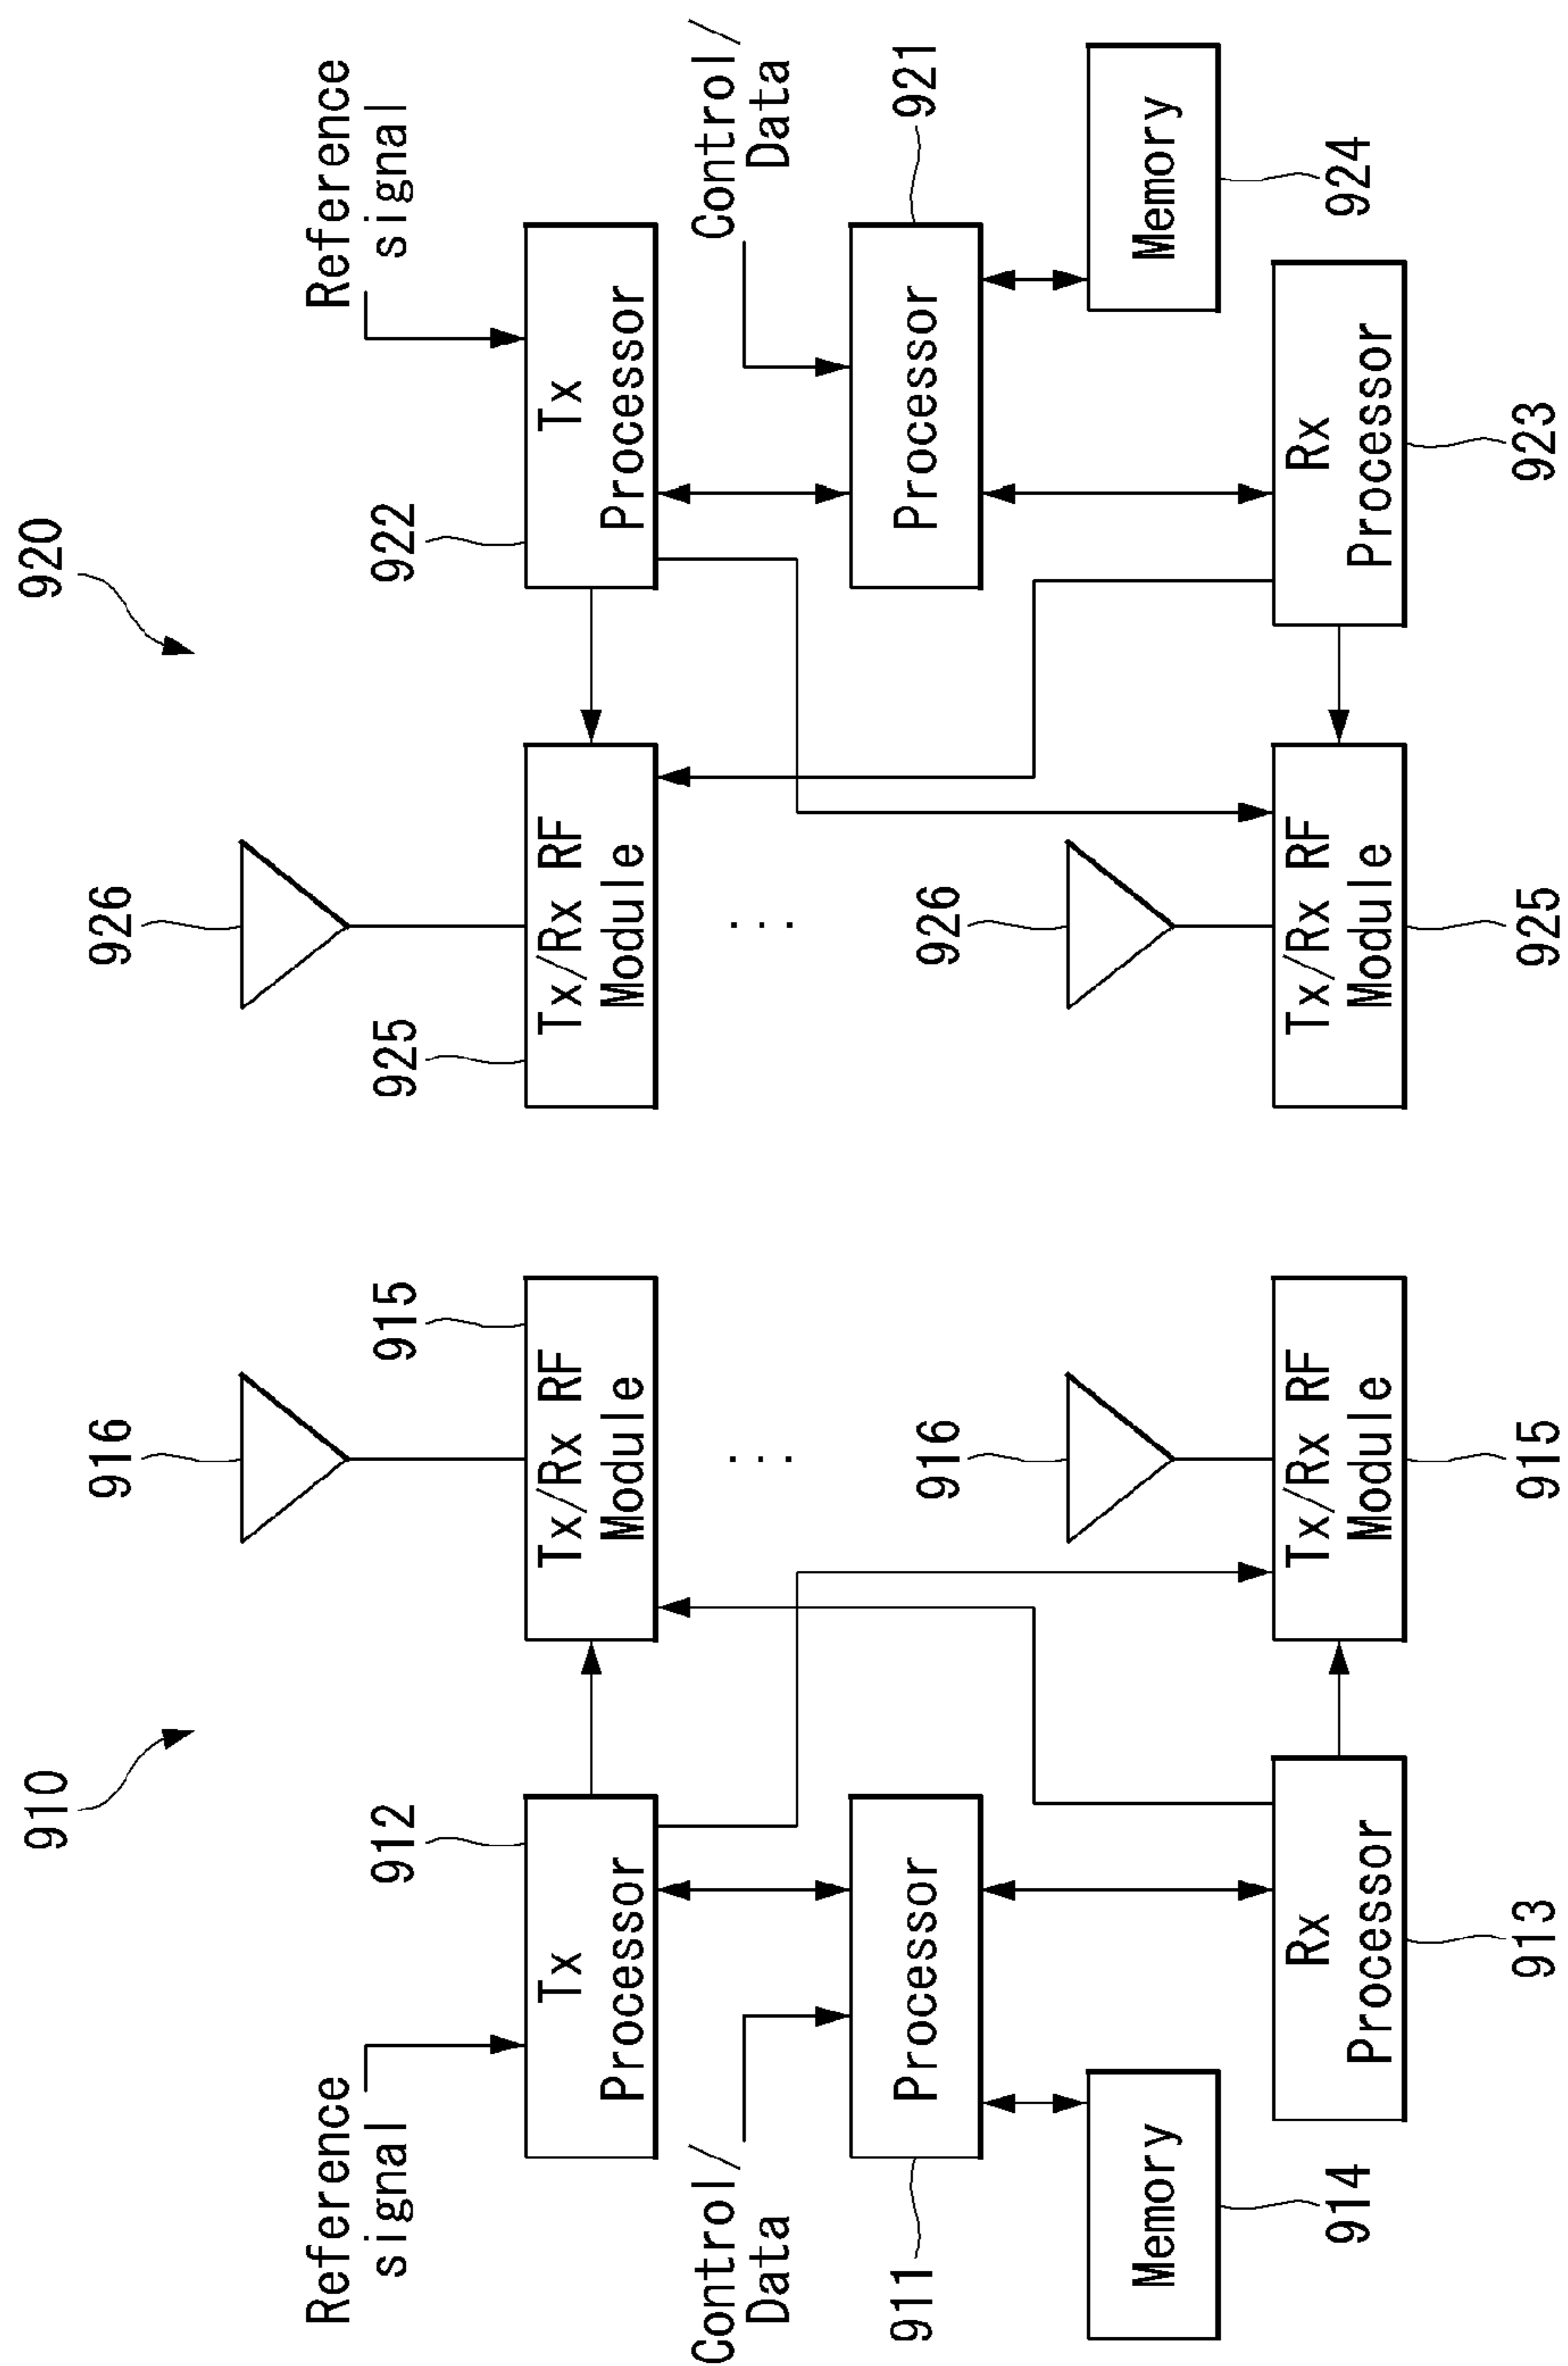 910
920
916
926
Reference
signal
912
915
925
922
Reference
signal
Tx
Processor
Tx/Rx RF
Module
Tx/Rx RF
Module
Tx
Processor
Control/
Data
...
...
Control/
Data
911
Processor
916
926
Processor
921
Memory
Memory
914
924
Rx
Processor
Tx/Rx RF
Module
Tx/Rx RF
Module
Rx
Processor
913
915
925
923